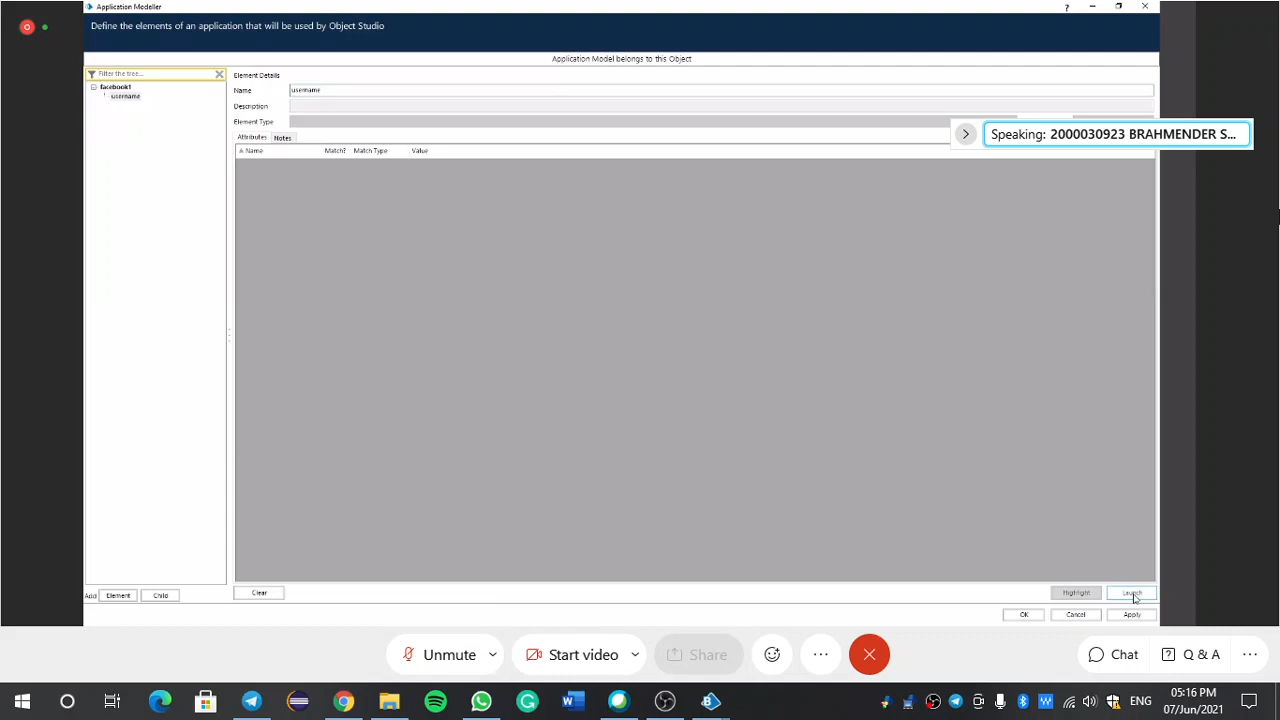 Application Modeller
?
Define the elements of an application that will be used by Object Studio
Application Model belongs to this Object
Filter the tree...
facebook1
username
Element Details
Name
username
Description
Element Type
Attributes
Notes
Name
Match?
Match Type
Value
Speaking: 2000030923 BRAHMENDER S...
Add
Element
Child
Clear
Highlight
Launch
OK
Cancel
Apply
Unmute
Start video
Share
Chat
Q & A
ENG
05:16 PM
07/Jun/2021